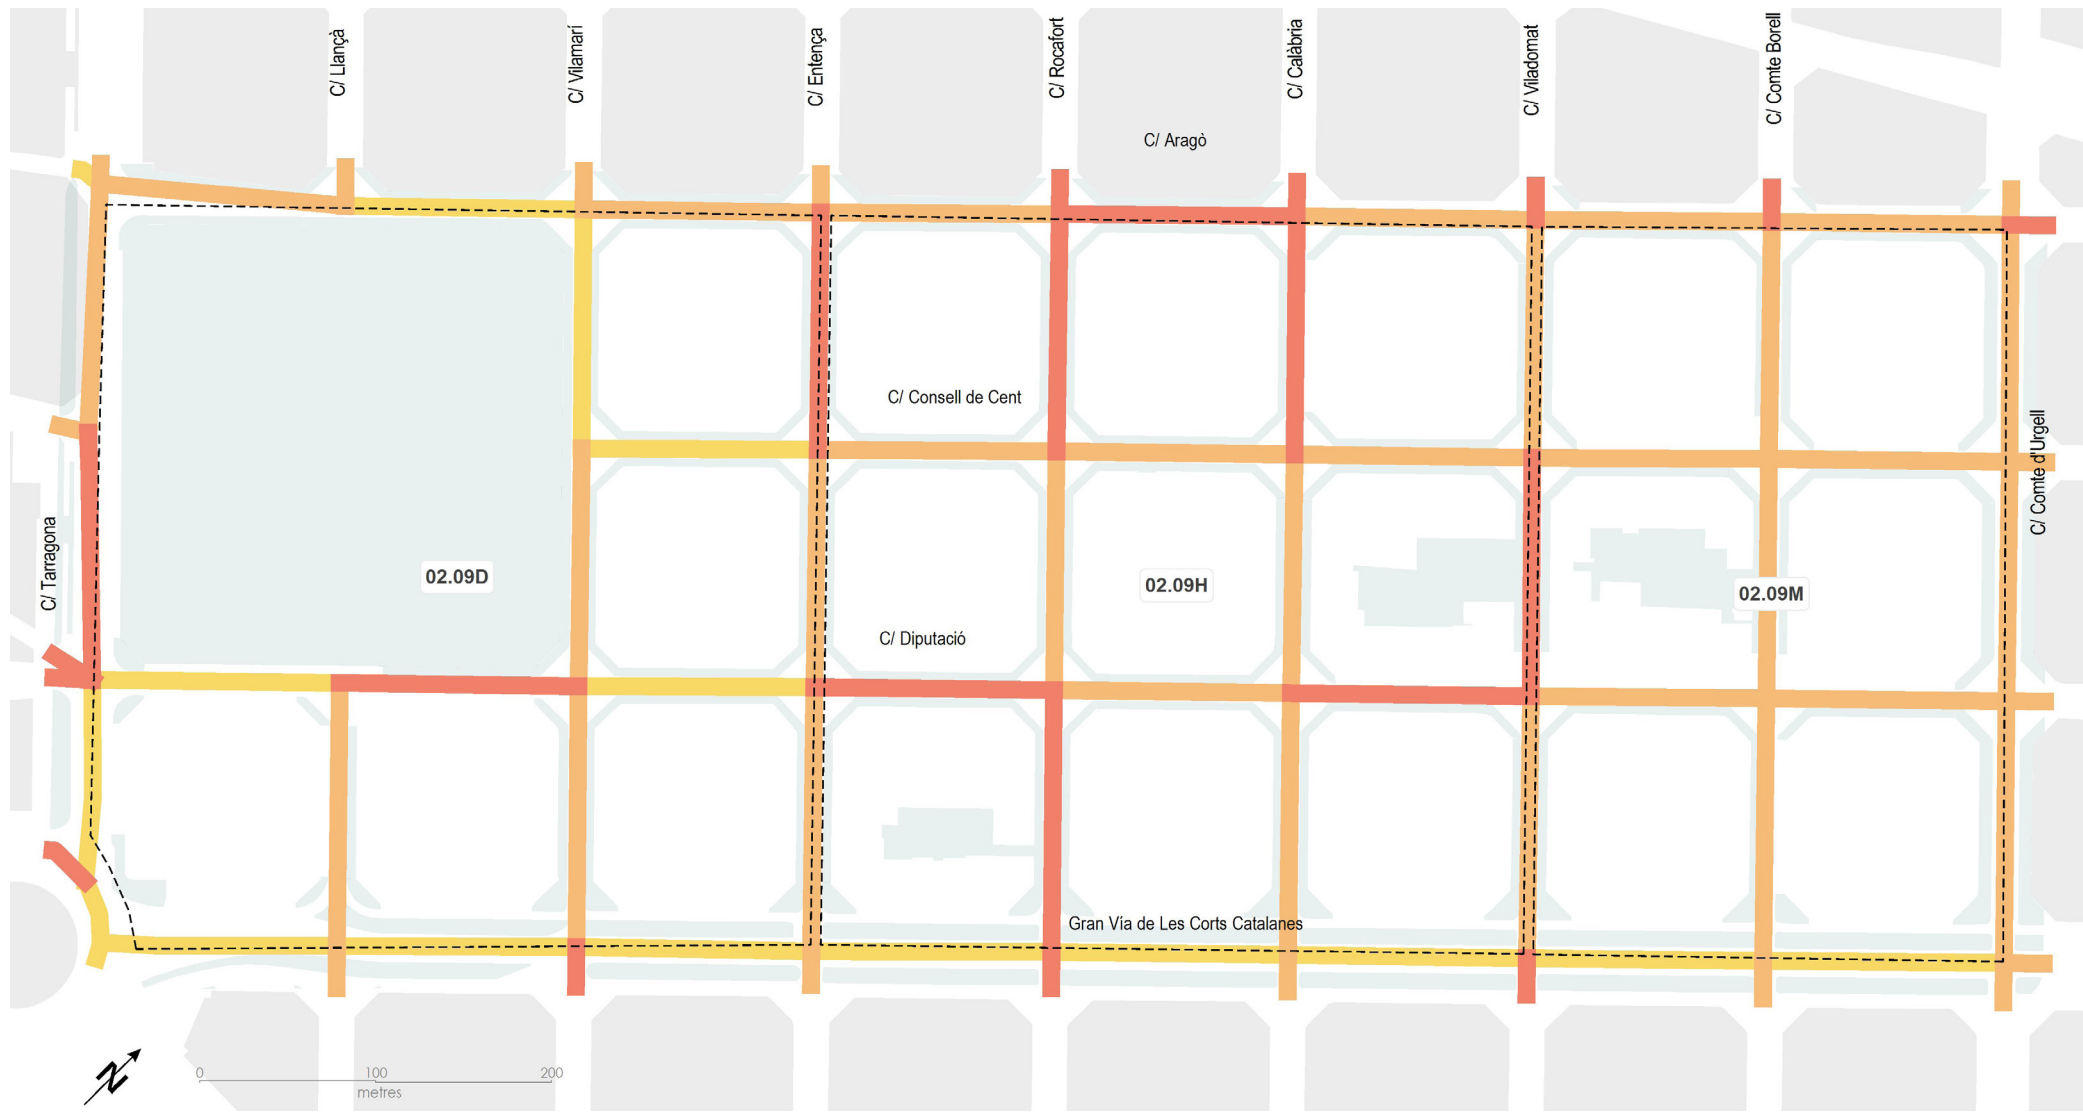 C/ Llançà
C/ Vilamarí
C/ Entença
C/ Rocafort
C/ Calàbria
C/ Viladomat
C/ Comte Borell
C/ Aragò
C/ Consell de Cent
C/ Comte d'Urgell
C/ Tarragona
02.09D
02.09H
02.09M
C/ Diputació
Gran Vía de Les Corts Catalanes
N
0 100 200
metres